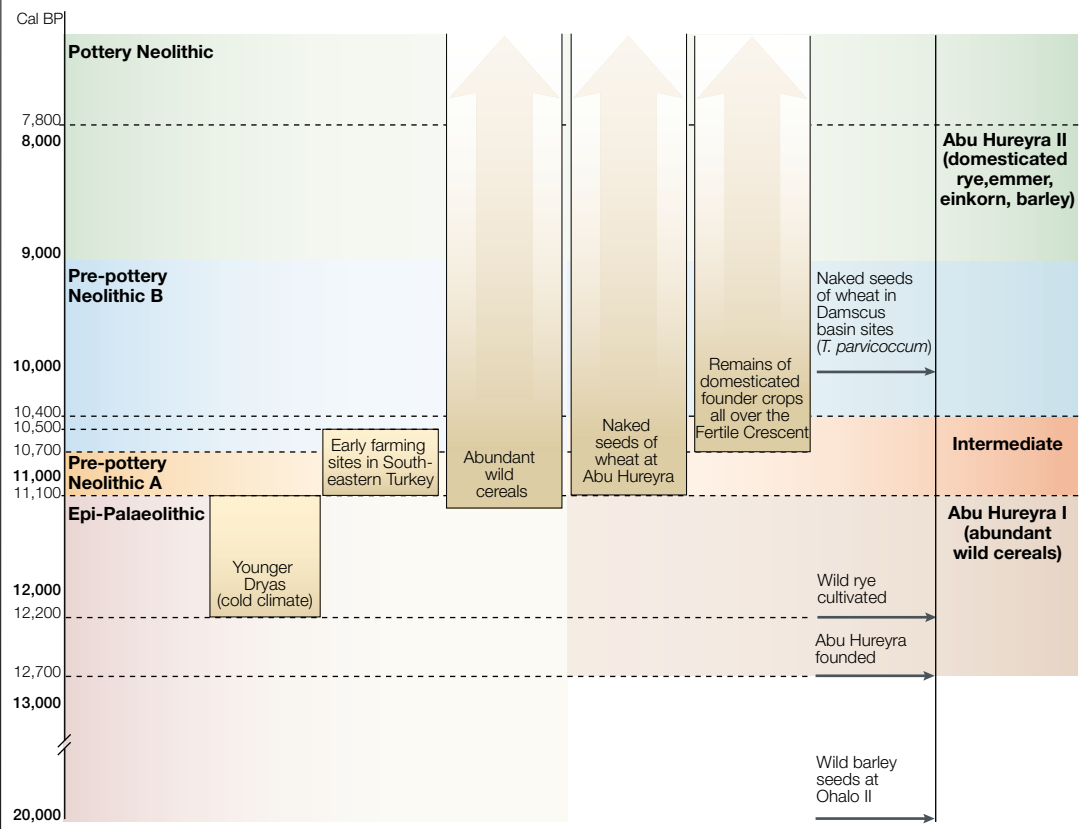 Cal BP
Pottery Neolithic
7,800
8,000
Abu Hureyra II
(domesticated
rye,emmer,
einkorn, barley)
9,000
Pre-pottery
Neolithic B
Naked seeds
of wheat in
Damscus
basin sites
(T. parvicoccum)
10,000
Remains of
domesticated
founder crops
all over the
Fertile Crescent
10,400
10,500
10,700
Pre-pottery
Neolithic A
11,000
11,100
Early farming
sites in South-
eastern Turkey
Abundant
wild
cereals
Naked
seeds of
wheat at
Abu Hureyra
Intermediate
Epi-Palaeolithic
Abu Hureyra I
(abundant
wild cereals)
Younger
Dryas
(cold climate)
12,000
12,200
Wild rye
cultivated
Abu Hureyra
founded
12,700
13,000
Wild barley
seeds at
Ohalo II
20,000